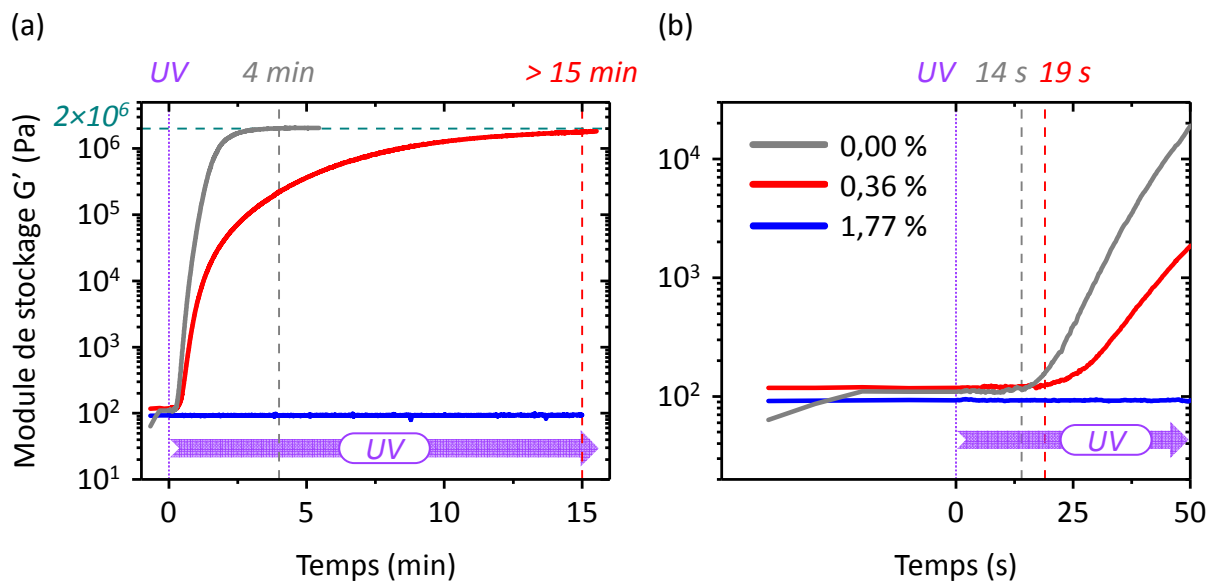 (a)
UV 4 min > 15 min
2×10⁶
Module de stockage G’ (Pa)
10⁶
10⁵
10⁴
10³
10²
10¹
UV
0 5 10 15
Temps (min)
(b)
UV 14 s 19 s
0,00 %
0,36 %
1,77 %
10⁴
10³
10²
UV
0 25 50
Temps (s)